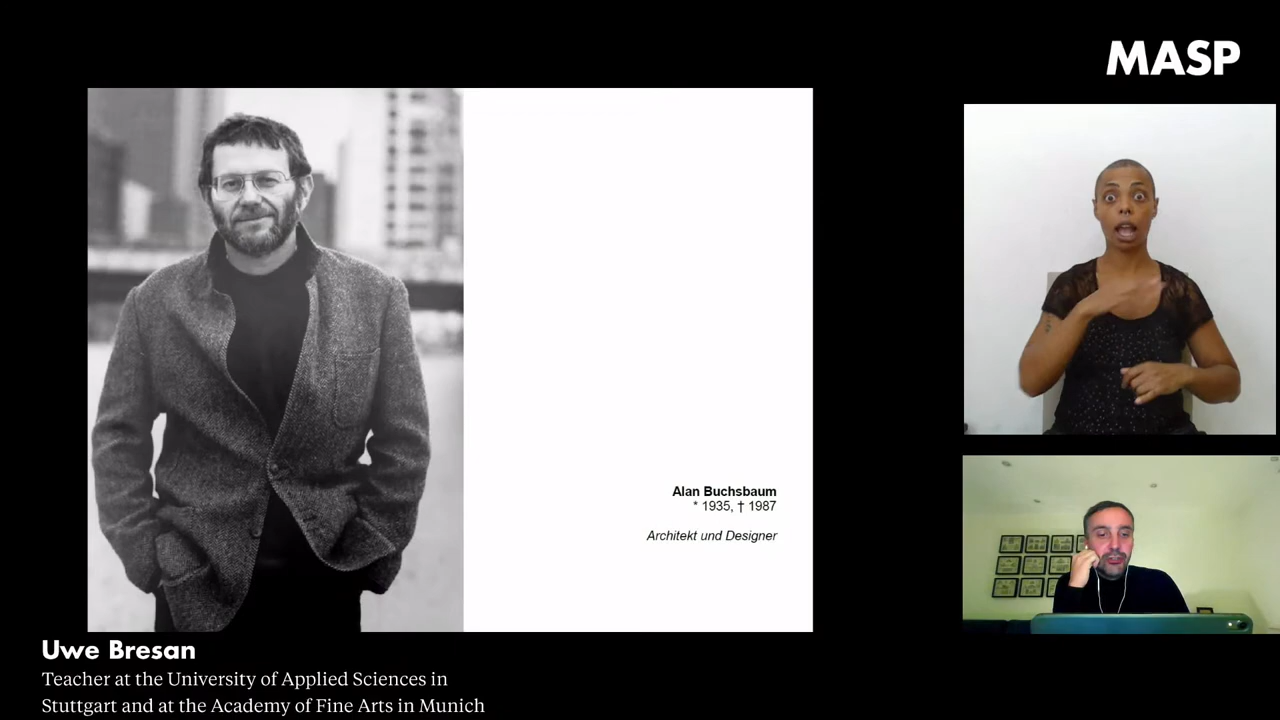 MASP
Alan Buchsbaum
* 1935, † 1987
Architekt und Designer
Uwe Bresan
Teacher at the University of Applied Sciences in
Stuttgart and at the Academy of Fine Arts in Munich